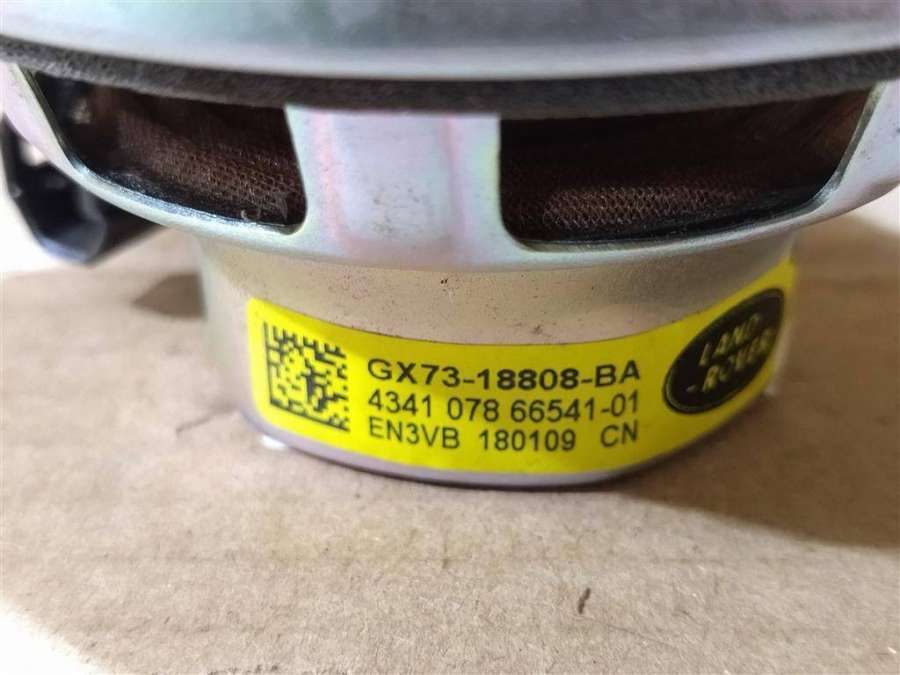 GX73-18808-BA
4341 078 66541-01
EN3VB 180109 CN
LAND-
-ROVER